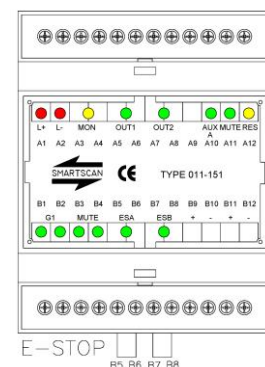 L+ L- MON OUT1 OUT2 AUX A MUTE RES
A1 A2 A3 A4 A5 A6 A7 A8 A9 A10 A11 A12
SMARTSCAN CE TYPE 011-151
B1 B2 B3 B4 B5 B6 B7 B8 B9 B10 B11 B12
G1 MUTE ESA ESB + - + -
E-STOP
B5 B6 B7 B8